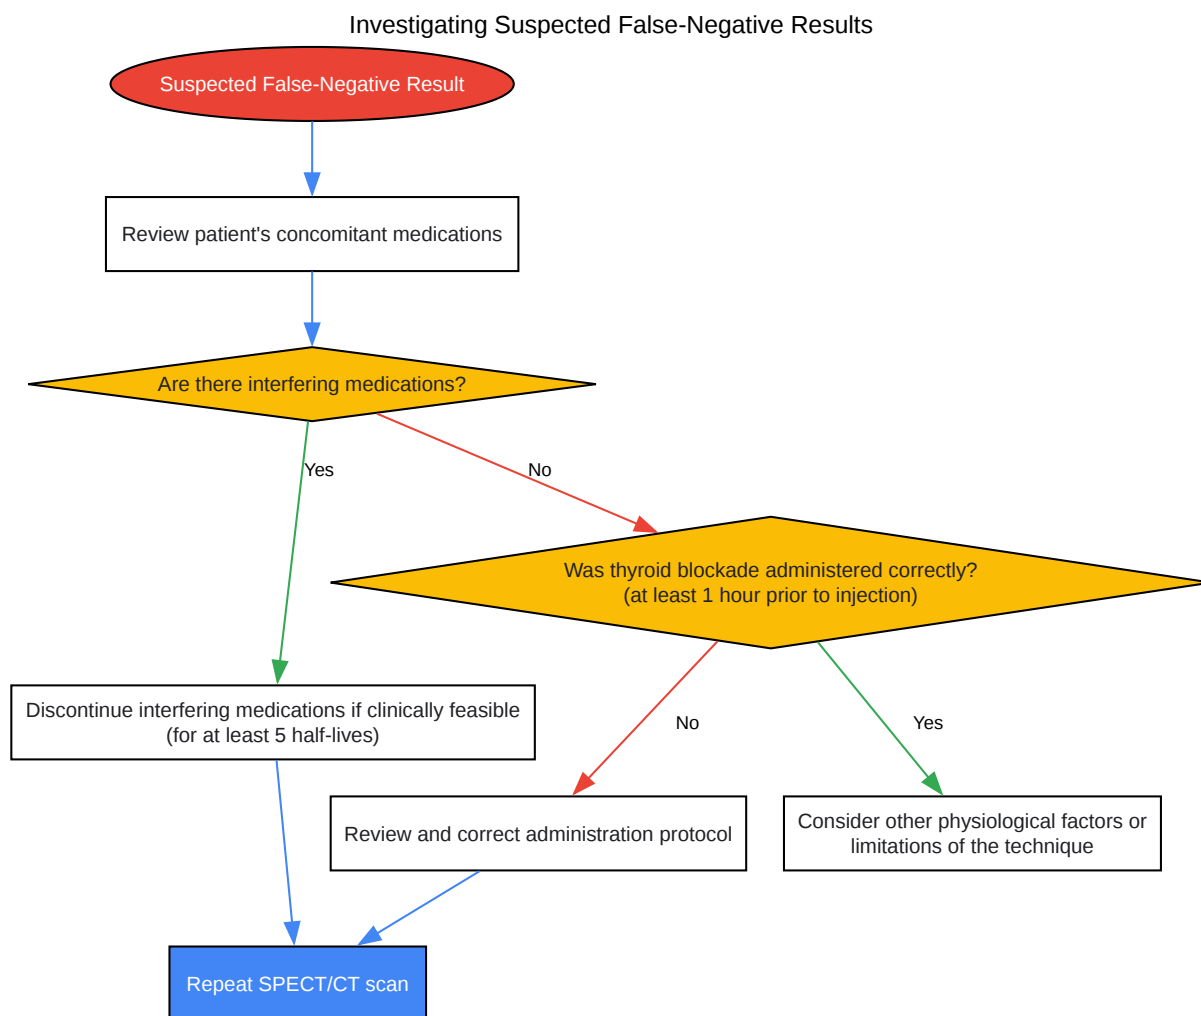 Investigating Suspected False-Negative Results
Suspected False-Negative Result
Review patient's concomitant medications
Are there interfering medications?
Yes
No
Was thyroid blockade administered correctly?
(at least 1 hour prior to injection)
Discontinue interfering medications if clinically feasible
(for at least 5 half-lives)
No
Yes
Review and correct administration protocol
Consider other physiological factors or
limitations of the technique
Repeat SPECT/CT scan